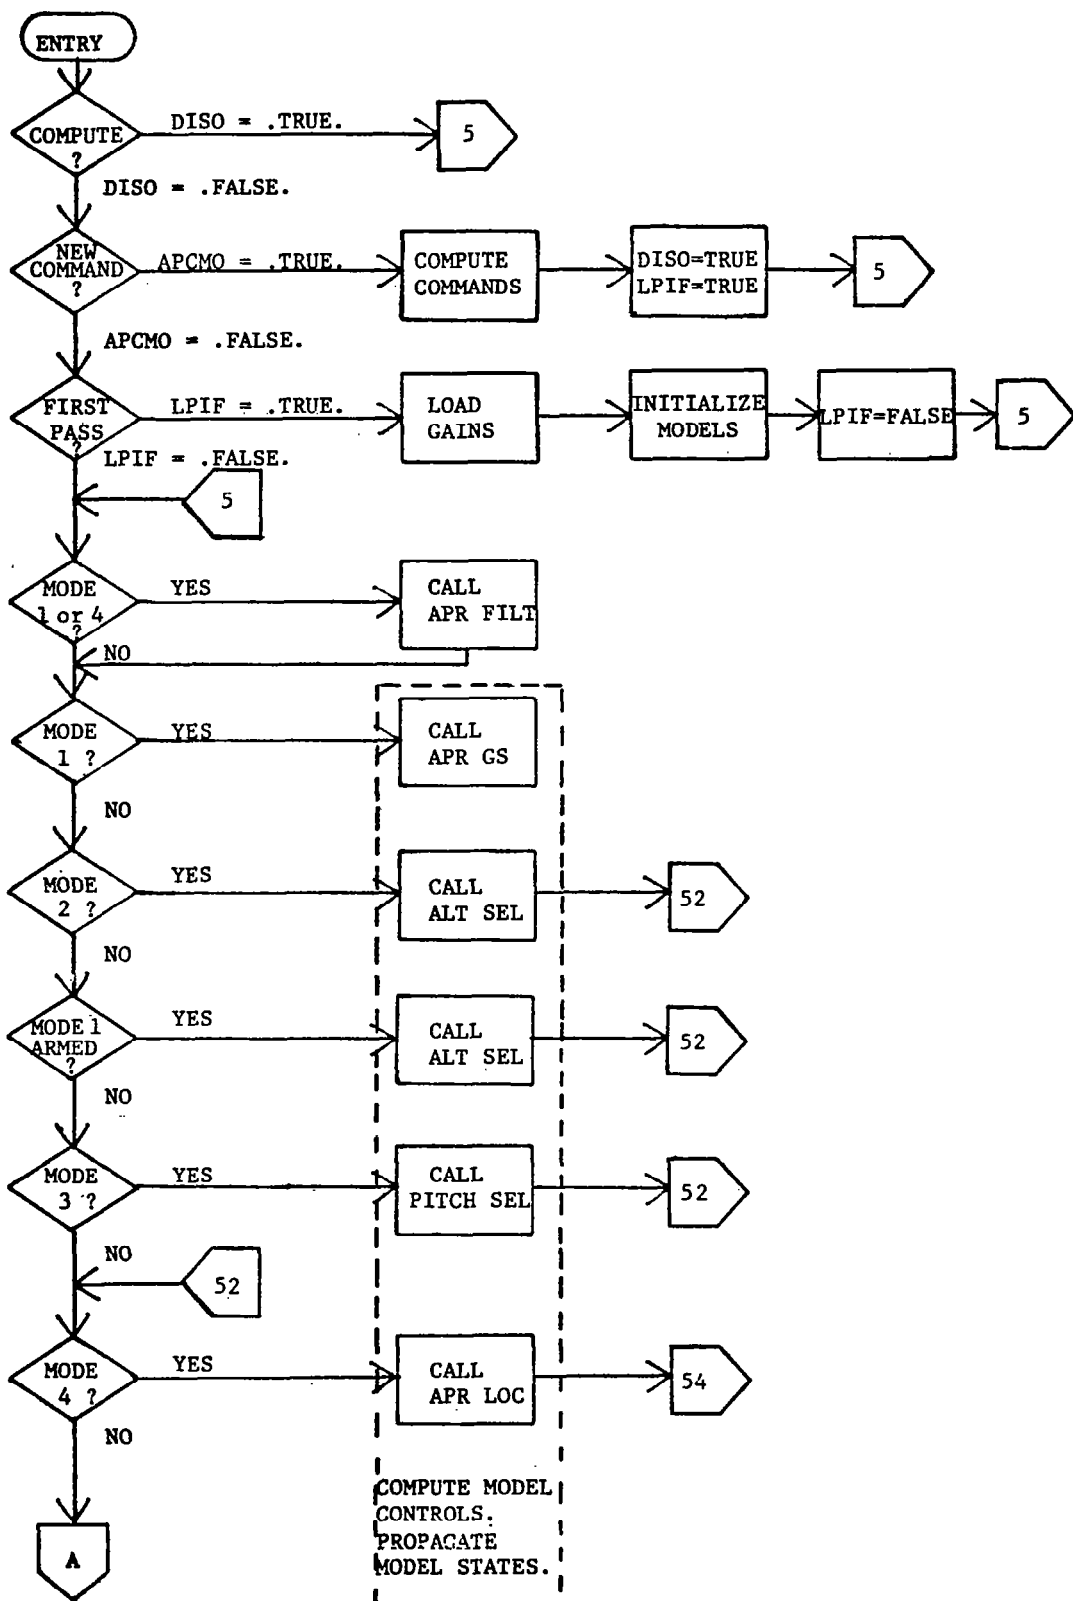 ENTRY
COMPUTE
?
DISO = .TRUE.
5
DISO = .FALSE.
NEW
COMMAND
?
APCMO = .TRUE.
COMPUTE
COMMANDS
DISO=TRUE
LPIF=TRUE
5
APCMO = .FALSE.
FIRST
PASS
?
LPIF = .TRUE.
LOAD
GAINS
INITIALIZE
MODELS
LPIF=FALSE
5
LPIF = .FALSE.
5
MODE
1 or 4
?
YES
CALL
APR FILT
NO
MODE
1 ?
YES
CALL
APR GS
NO
MODE
2 ?
YES
CALL
ALT SEL
52
NO
MODE 1
ARMED
?
YES
CALL
ALT SEL
52
NO
MODE
3 ?
YES
CALL
PITCH SEL
52
NO
52
MODE
4 ?
YES
CALL
APR LOC
54
NO
COMPUTE MODEL
CONTROLS.
PROPAGATE
MODEL STATES.
A